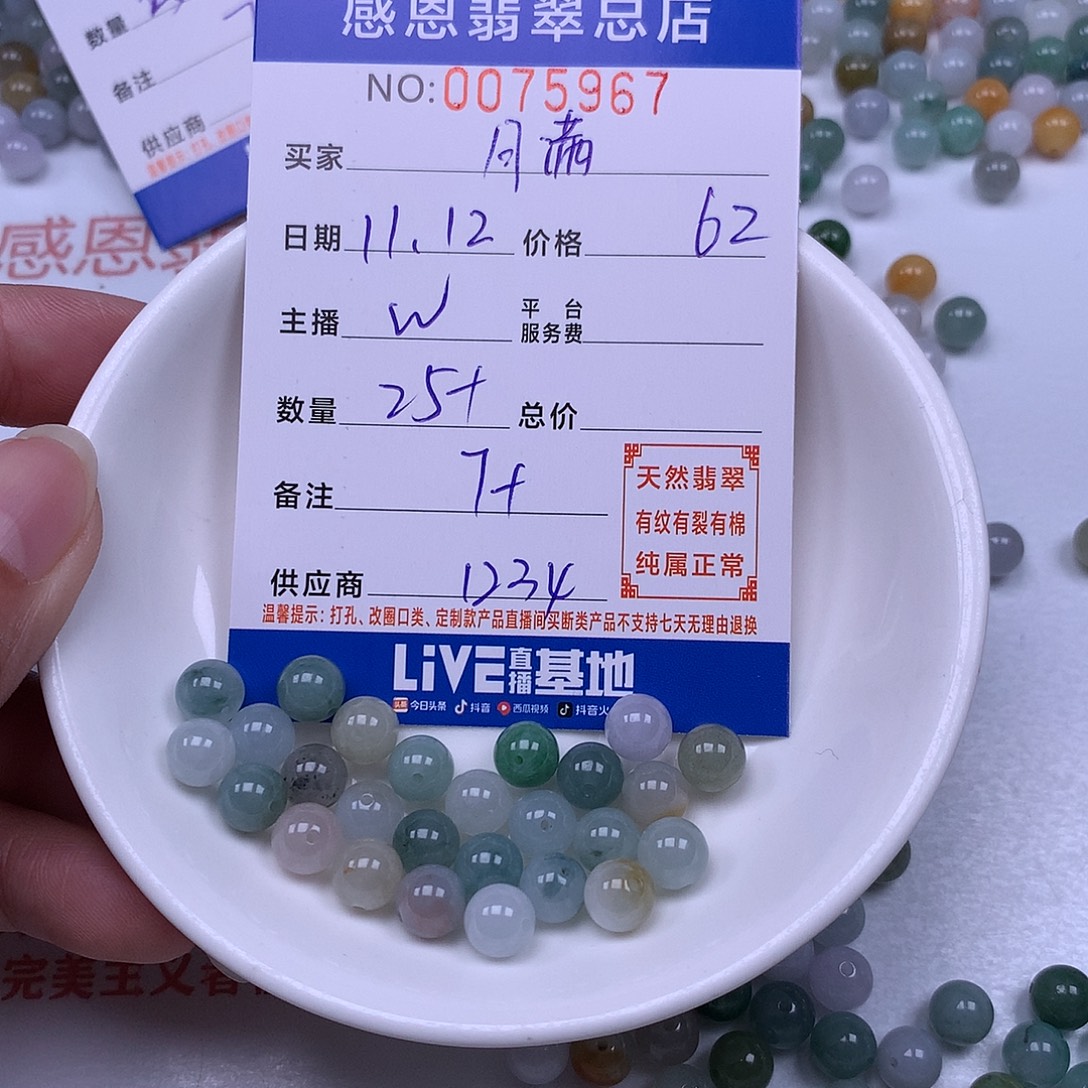 感恩翡翠总店
NO:0075967
买家 月满
日期 11.12 价格 62
主播 W 平台服务费
数量 25+ 总价
备注 7+
天然翡翠
有纹有裂有棉
纯属正常
供应商 1234
温馨提示：打孔、改圈口类、定制款产品直播间买断类产品不支持七天无理由退换
LiVE直播基地
今日头条 抖音 西瓜视频 抖音火
数量
备注
供应商
感恩翡
完美主义者